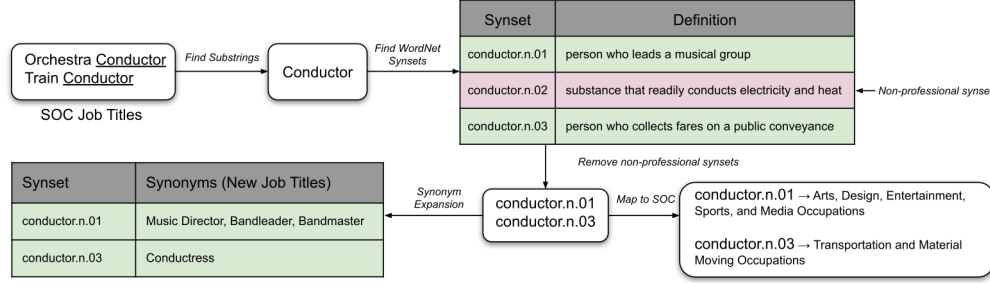 Orchestra Conductor
Train Conductor
SOC Job Titles
Find Substrings
Conductor
Find WordNet
Synsets
Synset Definition
conductor.n.01 person who leads a musical group
conductor.n.02 substance that readily conducts electricity and heat
conductor.n.03 person who collects fares on a public conveyance
Non-professional synse
Remove non-professional synsets
conductor.n.01
conductor.n.03
Synonym
Expansion
Synset Synonyms (New Job Titles)
conductor.n.01 Music Director, Bandleader, Bandmaster
conductor.n.03 Conductress
Map to SOC
conductor.n.01 → Arts, Design, Entertainment,
Sports, and Media Occupations
conductor.n.03 → Transportation and Material
Moving Occupations